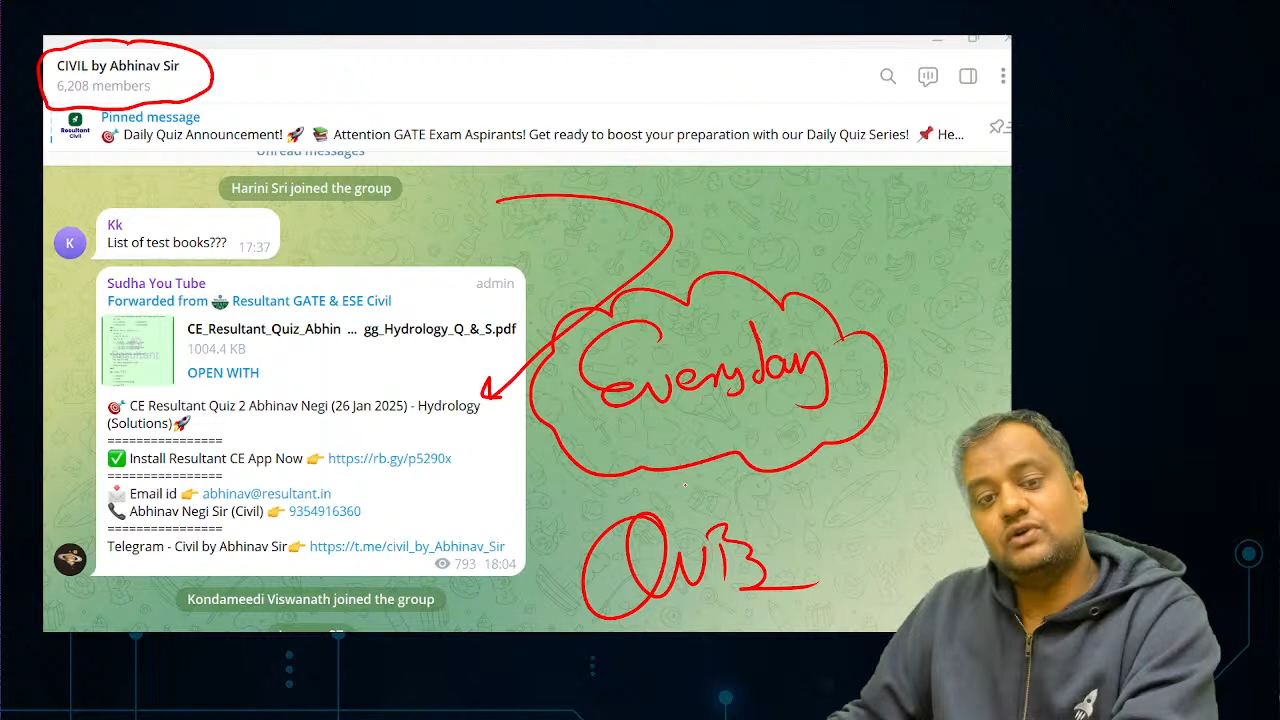 CIVIL by Abhinav Sir
6,208 members
Pinned message
🎯 Daily Quiz Announcement! 🚀 📚 Attention GATE Exam Aspirants! Get ready to boost your preparation with our Daily Quiz Series! 📌 He...
Resultant
Civil
Unread messages
Harini Sri joined the group
Kk
List of test books??? 17:37
K
Sudha You Tube admin
Forwarded from Resultant GATE & ESE Civil
CE_Resultant_Quiz_Abhin ... gg_Hydrology_Q_&_S.pdf
1004.4 KB
OPEN WITH
🎯 CE Resultant Quiz 2 Abhinav Negi (26 Jan 2025) - Hydrology
(Solutions)🚀
================
✅ Install Resultant CE App Now 👉 https://rb.gy/p5290x
================
📩 Email id 👉 abhinav@resultant.in
📞 Abhinav Negi Sir (Civil) 👉 9354916360
================
Telegram - Civil by Abhinav Sir👉 https://t.me/civil_by_Abhinav_Sir
793 18:04
Kondameedi Viswanath joined the group
Everyday
Quiz